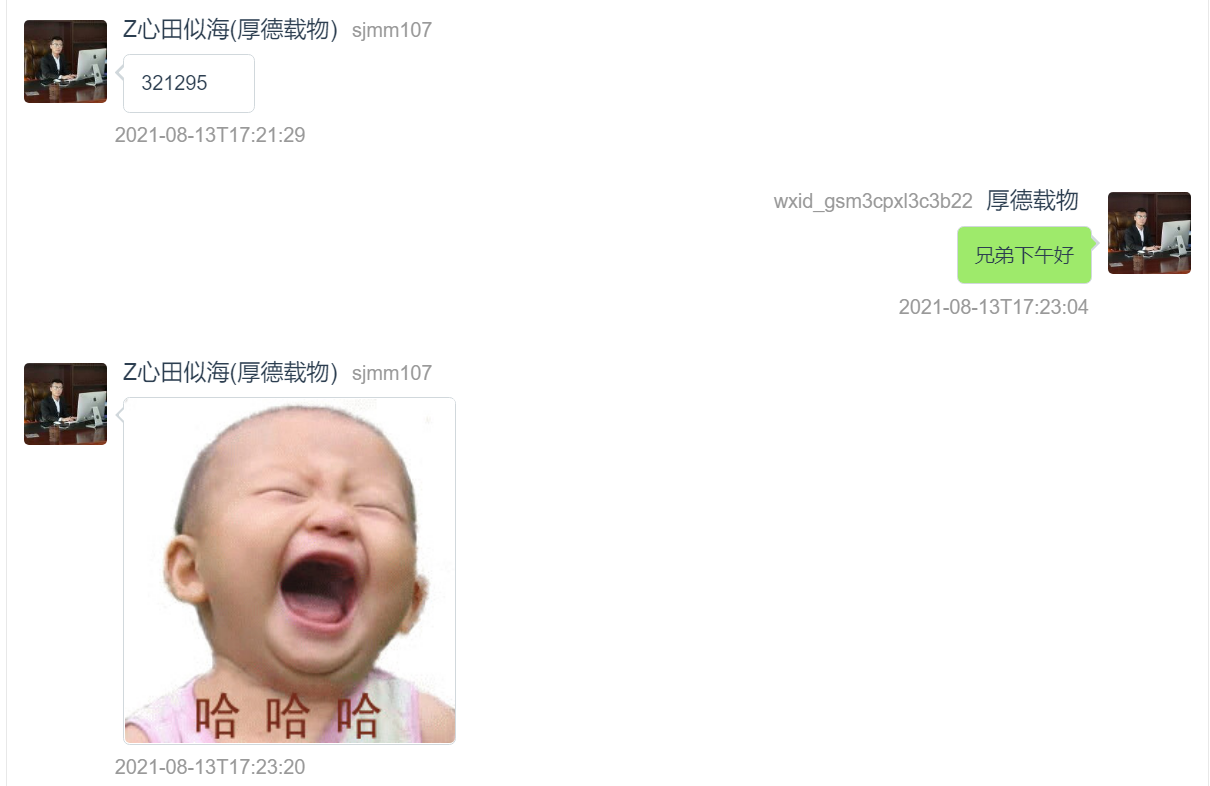 Z心田似海(厚德载物) sjmm107
321295
2021-08-13T17:21:29
wxid_gsm3cpxl3c3b22 厚德载物
兄弟下午好
2021-08-13T17:23:04
Z心田似海(厚德载物) sjmm107
哈 哈 哈
2021-08-13T17:23:20